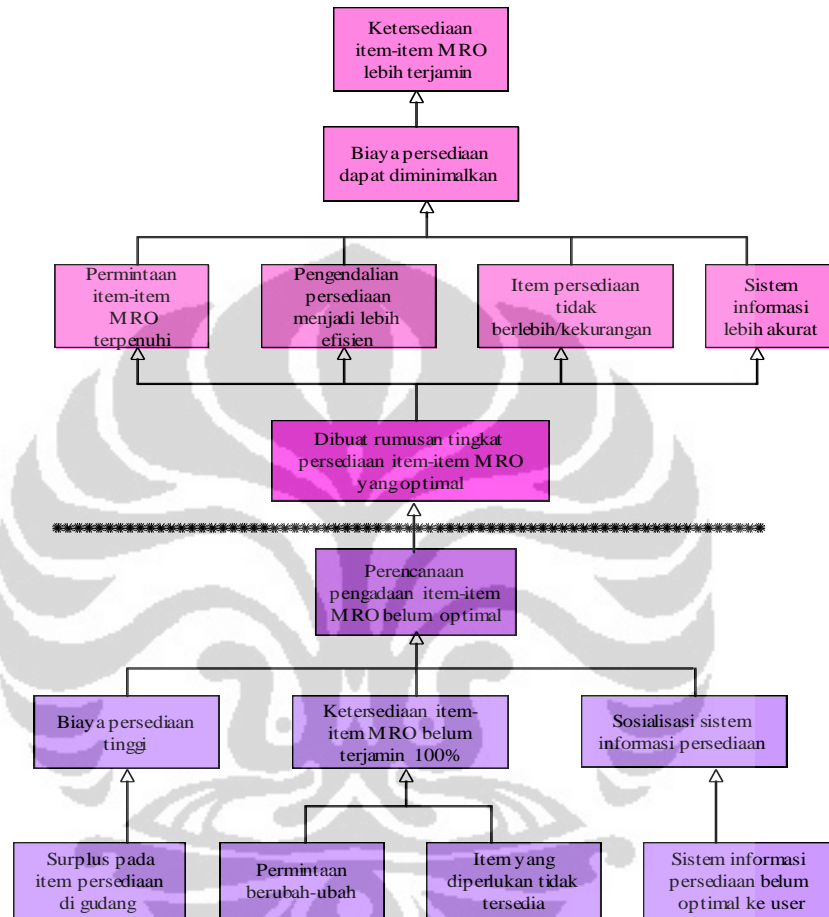 Ketersediaan
item-item MRO
lebih terjamin
Biaya persediaan
dapat diminimalkan
Permintaan
item-item
MRO
terpenuhi
Pengendalian
persediaan
menjadi lebih
efisien
Item persediaan
tidak
berlebih/kekurangan
Sistem
informasi
lebih akurat
Dibuat rumusan tingkat
persediaan item-item MRO
yang optimal
Perencanaan
pengadaan item-item
MRO belum optimal
Biaya persediaan
tinggi
Ketersediaan item-
item MRO belum
terjamin 100%
Sosialisasi sistem
informasi persediaan
Surplus pada
item persediaan
di gudang
Permintaan
berubah-ubah
Item yang
diperlukan tidak
tersedia
Sistem informasi
persediaan belum
optimal ke user